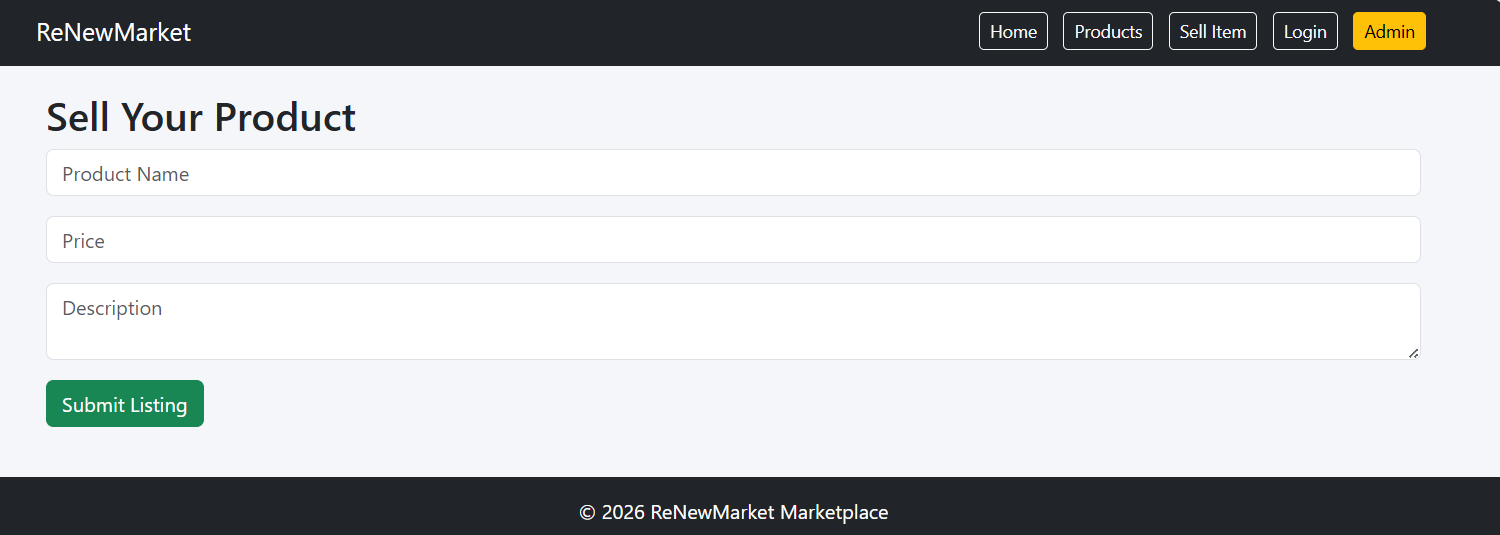 ReNewMarket Home Products Sell Item Login Admin
Sell Your Product
Product Name
Price
Description
Submit Listing
© 2026 ReNewMarket Marketplace